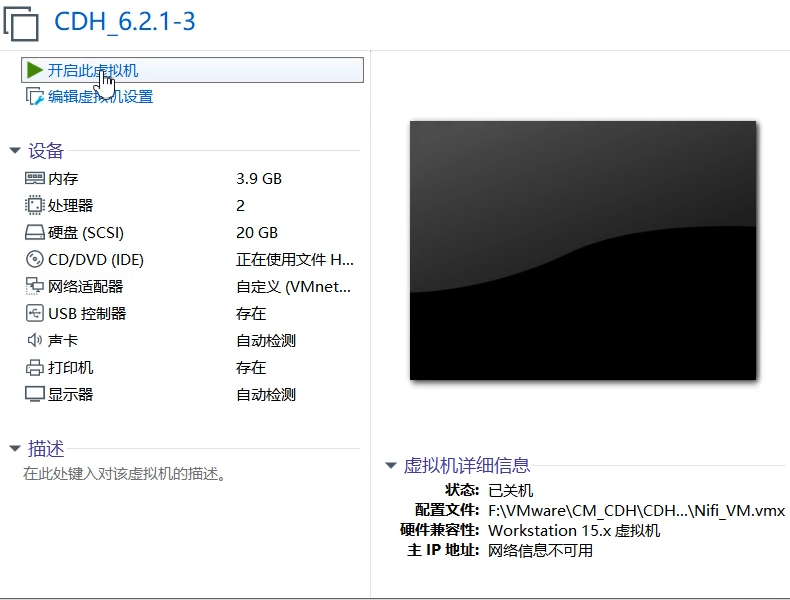 CDH_6.2.1-3
开启此虚拟机
编辑虚拟机设置
设备
内存 3.9 GB
处理器 2
硬盘 (SCSI) 20 GB
CD/DVD (IDE) 正在使用文件 H...
网络适配器 自定义 (VMnet...
USB 控制器 存在
声卡 自动检测
打印机 存在
显示器 自动检测
描述
在此处键入对该虚拟机的描述。
虚拟机详细信息
状态: 已关机
配置文件: F:\VMware\CM_CDH\CDH...\Nifi_VM.vmx
硬件兼容性: Workstation 15.x 虚拟机
主 IP 地址: 网络信息不可用